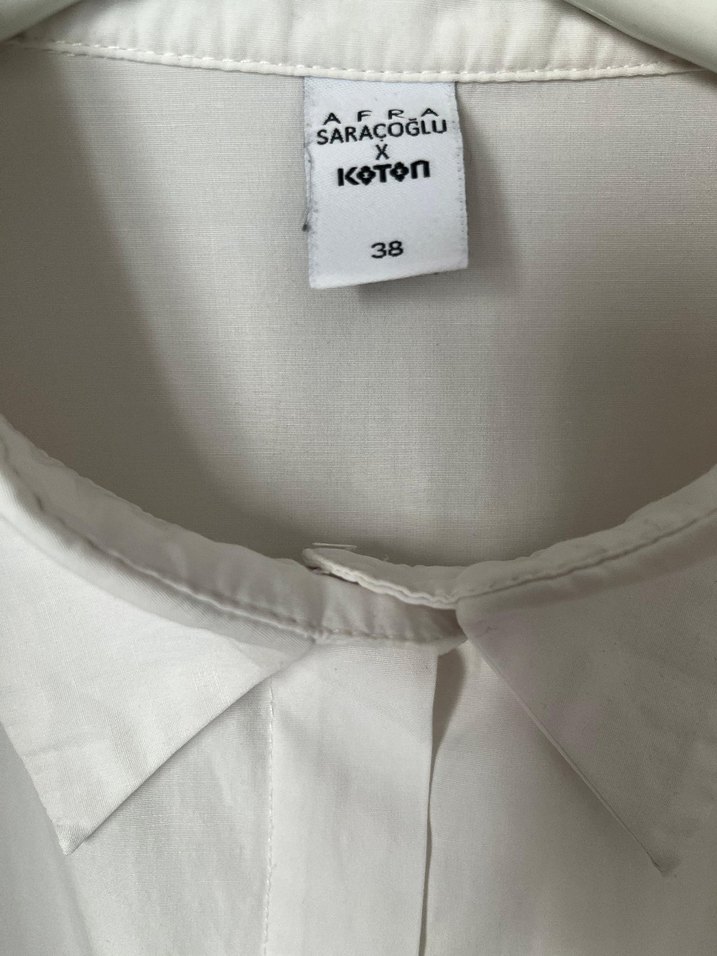 AFRA
SARAÇOĞLU
X
KOTON
38